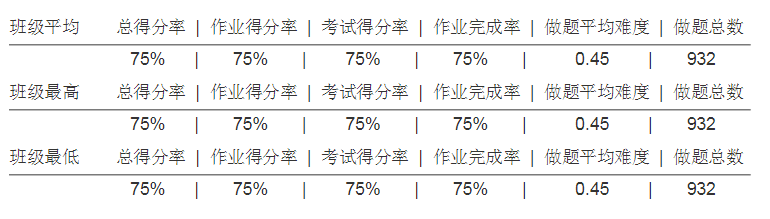 班级平均 总得分率 | 作业得分率 | 考试得分率 | 作业完成率 | 做题平均难度 | 做题总数
75% | 75% | 75% | 75% | 0.45 | 932
班级最高 总得分率 | 作业得分率 | 考试得分率 | 作业完成率 | 做题平均难度 | 做题总数
75% | 75% | 75% | 75% | 0.45 | 932
班级最低 总得分率 | 作业得分率 | 考试得分率 | 作业完成率 | 做题平均难度 | 做题总数
75% | 75% | 75% | 75% | 0.45 | 932